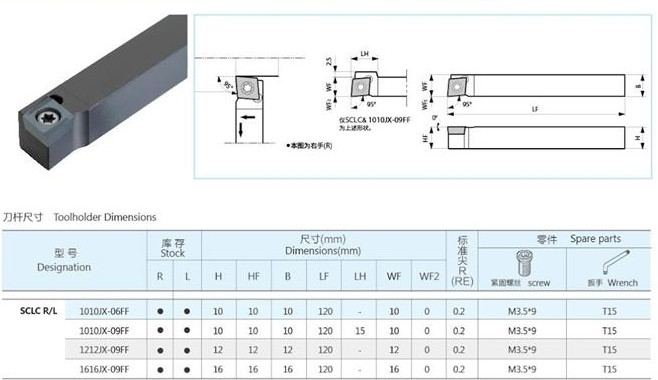 LH
2.5
WF
WF2
95°
95°
仅SCLC& 1010JX-09FF
为上述形状。
●本图为右手(R)
WF
WF2
95°
LF
B
0°
HF
H
刀杆尺寸 Toolholder Dimensions
型 号
Designation
库 存
Stock
尺寸(mm)
Dimensions(mm)
标准尖R(RE)
零件 Spare parts
R L H HF B LF LH WF WF2 紧固螺丝 screw 扳手 Wrench
SCLC R/L 1010JX-06FF ● ● 10 10 10 120 - 10 0 0.2 M3.5*9 T15
1010JX-09FF ● ● 10 10 10 120 15 10 0 0.2 M3.5*9 T15
1212JX-09FF ● ● 12 12 12 120 - 12 0 0.2 M3.5*9 T15
1616JX-09FF ● ● 16 16 16 120 - 16 0 0.2 M3.5*9 T15